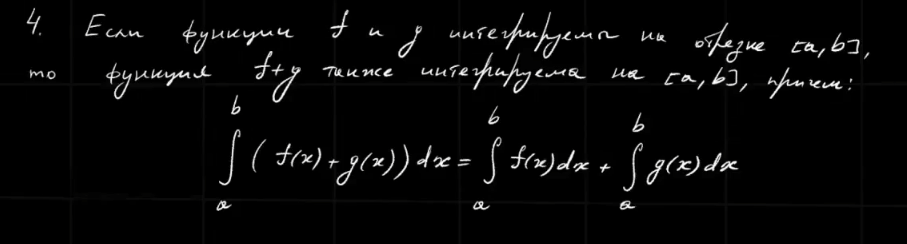 4. Если функции f и g интегрируемы на отрезке [a, b],
то функция f+g также интегрируема на [a, b], причем:
∫_a^b (f(x) + g(x)) dx = ∫_a^b f(x) dx + ∫_a^b g(x) dx